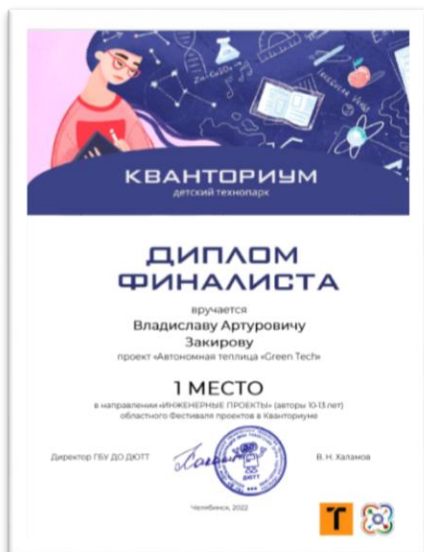 КВАНТОРИУМ
детский технопарк
ДИПЛОМ
ФИНАЛИСТА
вручается
Владиславу Артуровичу
Закирову
проект «Автономная теплица «Green Tech»
1 МЕСТО
в направлении «ИНЖЕНЕРНЫЕ ПРОЕКТЫ» (авторы 10-13 лет)
областного Фестиваля проектов в Кванториуме
Директор ГБУ ДО ДЮТТ
В. Н. Халамов
ДЮТТ
Челябинск, 2022